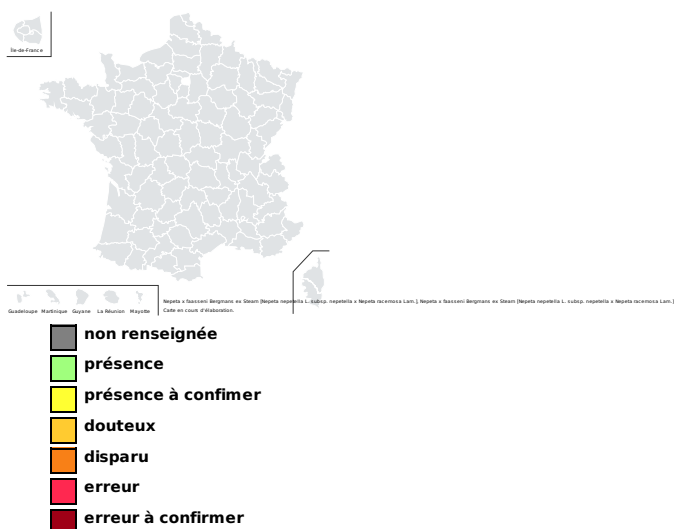 Île-de-France
Guadeloupe Martinique Guyane La Réunion Mayotte
Nepeta x faasseni Bergmans ex Stearn [Nepeta nepetella L. subsp. nepetella x Nepeta racemosa Lam.], Nepeta x faasseni Bergmans ex Stearn [Nepeta nepetella L. subsp. nepetella x Nepeta racemosa Lam.]
Carte en cours d'élaboration.
non renseignée
présence
présence à confimer
douteux
disparu
erreur
erreur à confirmer